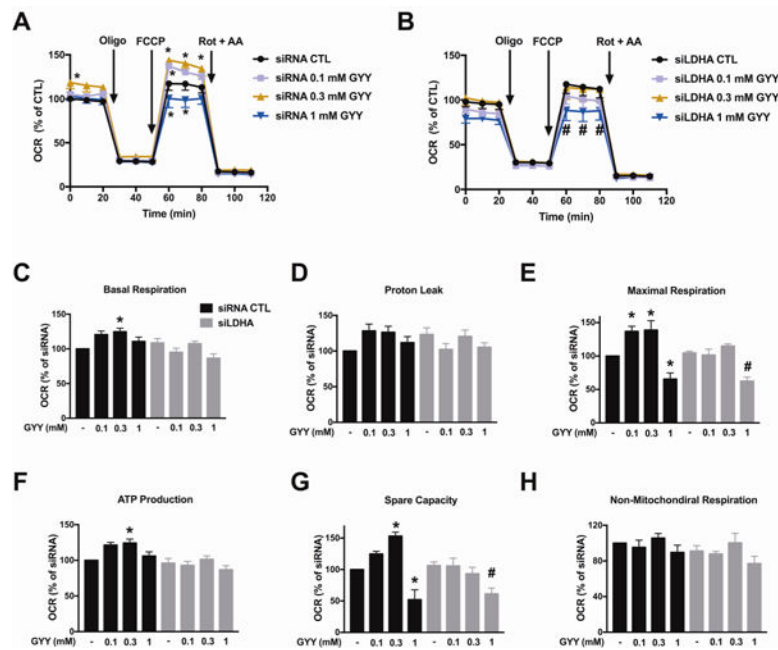 A
Oligo FCCP Rot + AA
siRNA CTL
siRNA 0.1 mM GYY
siRNA 0.3 mM GYY
siRNA 1 mM GYY
OCR (% of CTL)
150
100
50
0
* * * *
* *
* *
0 20 40 60 80 100 120
Time (min)
B
Oligo FCCP Rot + AA
siLDHA CTL
siLDHA 0.1 mM GYY
siLDHA 0.3 mM GYY
siLDHA 1 mM GYY
OCR (% of CTL)
150
100
50
0
# # #
0 20 40 60 80 100 120
Time (min)
C
Basal Respiration
siRNA CTL
siLDHA
OCR (% of siRNA)
150
100
50
0
*
GYY (mM) - 0.1 0.3 1 - 0.1 0.3 1
D
Proton Leak
OCR (% of siRNA)
150
100
50
0
GYY (mM) - 0.1 0.3 1 - 0.1 0.3 1
E
Maximal Respiration
OCR (% of siRNA)
150
100
50
0
* * * #
GYY (mM) - 0.1 0.3 1 - 0.1 0.3 1
F
ATP Production
OCR (% of siRNA)
150
100
50
0
*
GYY (mM) - 0.1 0.3 1 - 0.1 0.3 1
G
Spare Capacity
OCR (% of siRNA)
150
100
50
0
* * #
GYY (mM) - 0.1 0.3 1 - 0.1 0.3 1
H
Non-Mitochondiral Respiration
OCR (% of siRNA)
120
80
40
0
GYY (mM) - 0.1 0.3 1 - 0.1 0.3 1